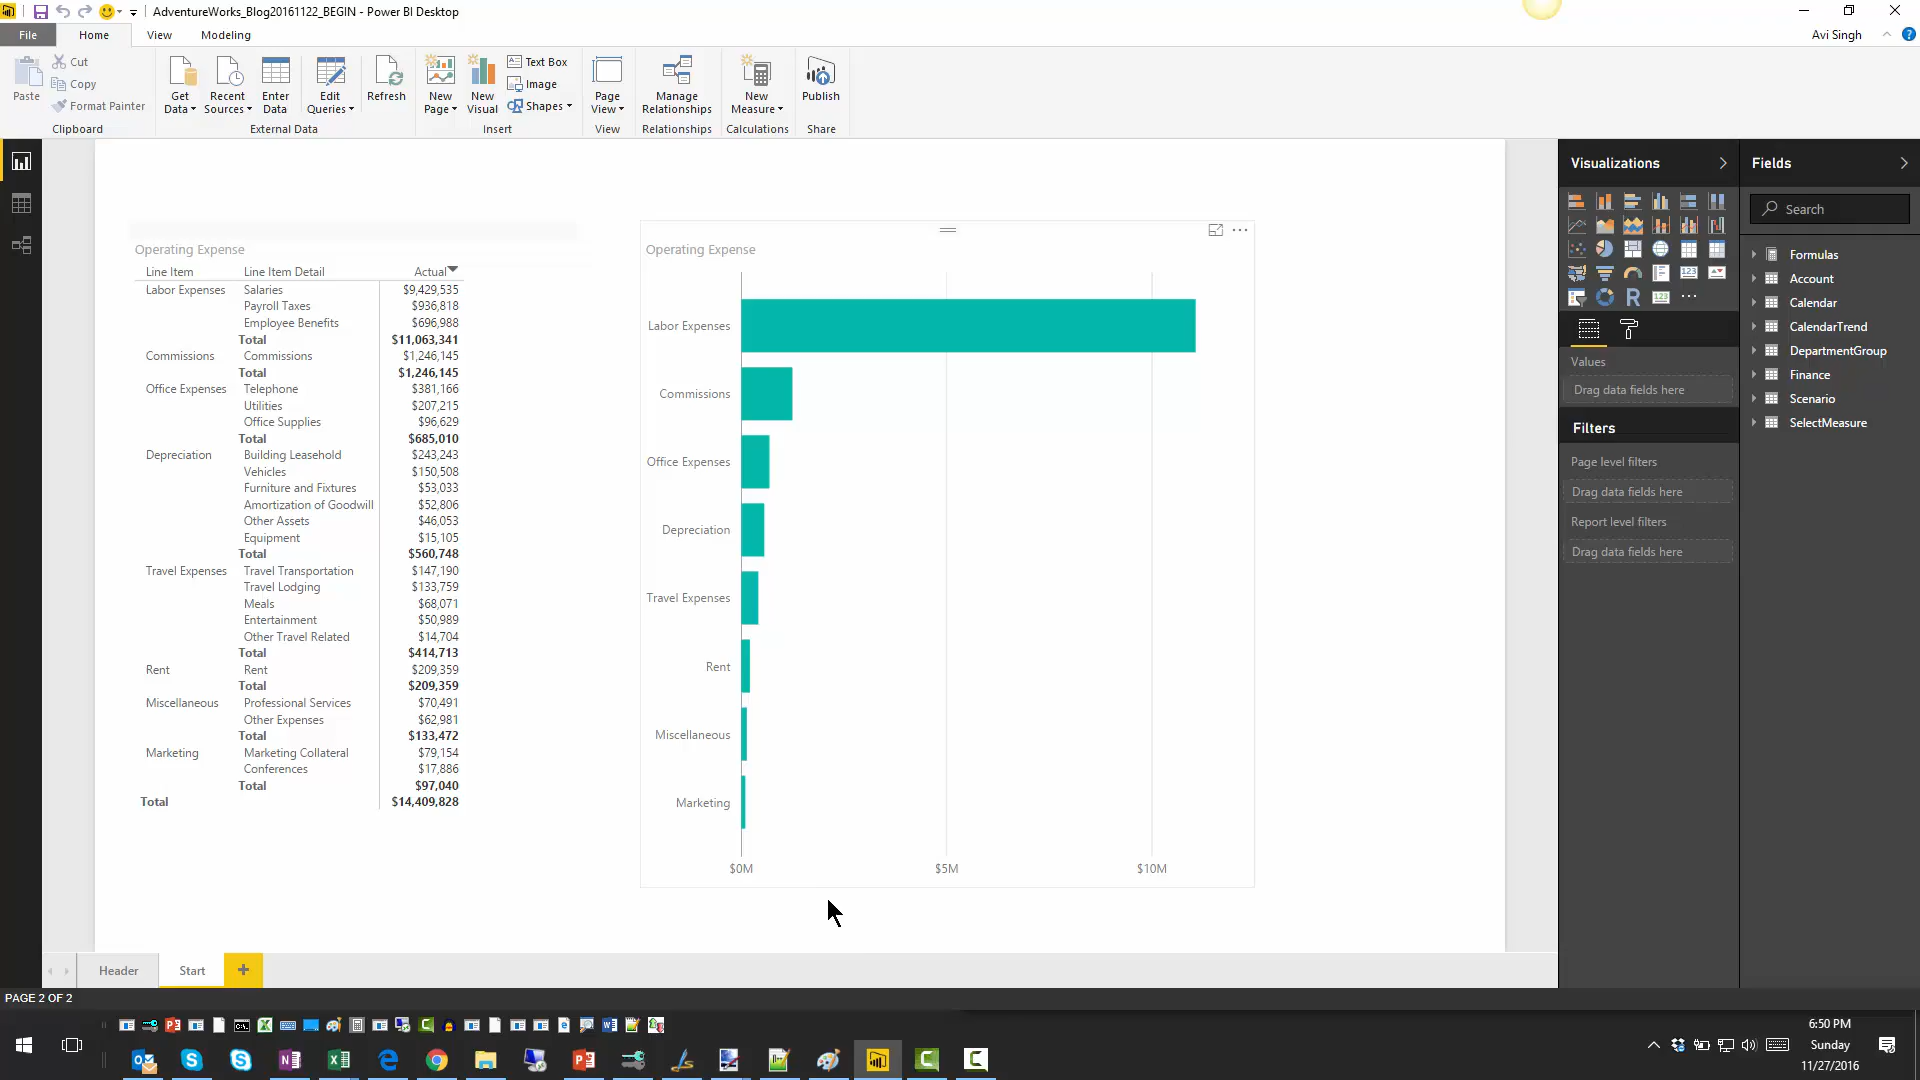 AdventureWorks_Blog20161122_BEGIN - Power BI Desktop
File Home View Modeling Avi Singh
Paste Cut Copy Format Painter
Get Data Recent Sources Enter Data Edit Queries Refresh New Page New Visual Text Box Image Shapes Page View Manage Relationships New Measure Publish
Clipboard External Data Insert View Relationships Calculations Share
Operating Expense
Line Item Line Item Detail Actual
Labor Expenses Salaries $9,429,535
Payroll Taxes $936,818
Employee Benefits $696,988
Total $11,063,341
Commissions Commissions $1,246,145
Total $1,246,145
Office Expenses Telephone $381,166
Utilities $207,215
Office Supplies $96,629
Total $685,010
Depreciation Building Leasehold $243,243
Vehicles $150,508
Furniture and Fixtures $53,033
Amortization of Goodwill $52,806
Other Assets $46,053
Equipment $15,105
Total $560,748
Travel Expenses Travel Transportation $147,190
Travel Lodging $133,759
Meals $68,071
Entertainment $50,989
Other Travel Related $14,704
Total $414,713
Rent Rent $209,359
Total $209,359
Miscellaneous Professional Services $70,491
Other Expenses $62,981
Total $133,472
Marketing Marketing Collateral $79,154
Conferences $17,886
Total $97,040
Total $14,409,828
Operating Expense
Labor Expenses
Commissions
Office Expenses
Depreciation
Travel Expenses
Rent
Miscellaneous
Marketing
$0M $5M $10M
Visualizations
Values
Drag data fields here
Filters
Page level filters
Drag data fields here
Report level filters
Drag data fields here
Fields
Search
Formulas
Account
Calendar
CalendarTrend
DepartmentGroup
Finance
Scenario
SelectMeasure
Header Start +
PAGE 2 OF 2
6:50 PM
Sunday
11/27/2016